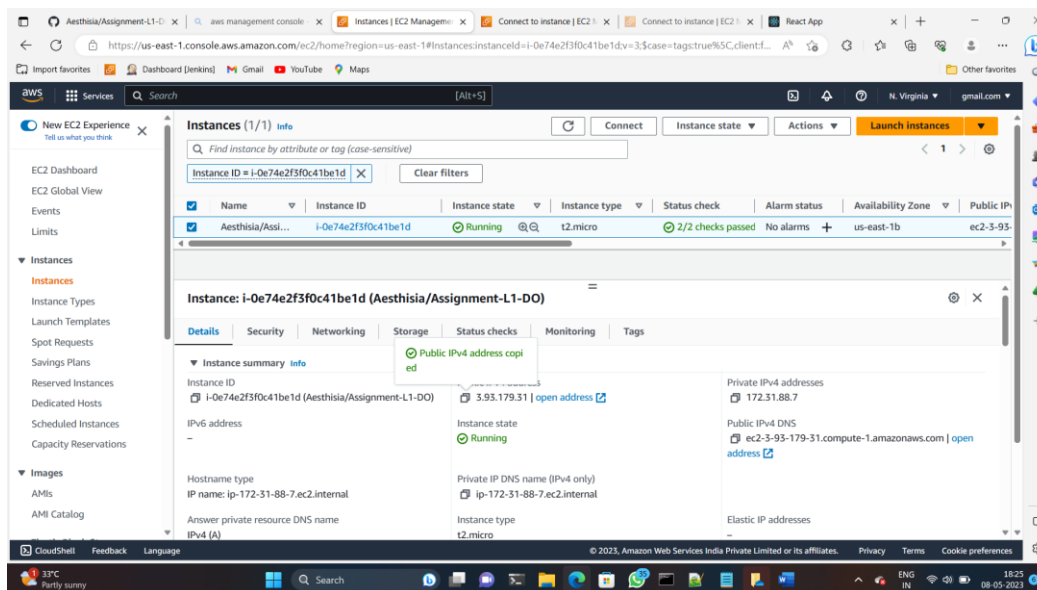 Aesthisia/Assignment-L1-D
aws management console -
Instances | EC2 Manageme
Connect to instance | EC2
Connect to instance | EC2
React App
https://us-east-1.console.aws.amazon.com/ec2/home?region=us-east-1#Instances:instanceId=i-0e74e2f3f0c41be1d;v=3;$case=tags:true%5C,client:f...
Import favorites
Dashboard [Jenkins]
Gmail
YouTube
Maps
Other favorites
aws
Services
Search
[Alt+S]
N. Virginia
gmail.com
New EC2 Experience
Tell us what you think
EC2 Dashboard
EC2 Global View
Events
Limits
Instances
Instances
Instance Types
Launch Templates
Spot Requests
Savings Plans
Reserved Instances
Dedicated Hosts
Scheduled Instances
Capacity Reservations
Images
AMIs
AMI Catalog
Instances (1/1) Info
Connect
Instance state
Actions
Launch instances
Find instance by attribute or tag (case-sensitive)
1
Instance ID = i-0e74e2f3f0c41be1d
Clear filters
Name Instance ID Instance state Instance type Status check Alarm status Availability Zone Public IPv
Aesthisia/Assi... i-0e74e2f3f0c41be1d Running t2.micro 2/2 checks passed No alarms + us-east-1b ec2-3-93-
Instance: i-0e74e2f3f0c41be1d (Aesthisia/Assignment-L1-DO)
Details Security Networking Storage Status checks Monitoring Tags
Public IPv4 address copi
ed
Instance summary Info
Instance ID
i-0e74e2f3f0c41be1d (Aesthisia/Assignment-L1-DO)
3.93.179.31 | open address
Private IPv4 addresses
172.31.88.7
IPv6 address
–
Instance state
Running
Public IPv4 DNS
ec2-3-93-179-31.compute-1.amazonaws.com | open
address
Hostname type
IP name: ip-172-31-88-7.ec2.internal
Private IP DNS name (IPv4 only)
ip-172-31-88-7.ec2.internal
Answer private resource DNS name
IPv4 (A)
Instance type
t2.micro
Elastic IP addresses
–
CloudShell Feedback Language
© 2023, Amazon Web Services India Private Limited or its affiliates. Privacy Terms Cookie preferences
1
33°C
Partly sunny
Search
35
ENG
IN
18:25
08-05-2023